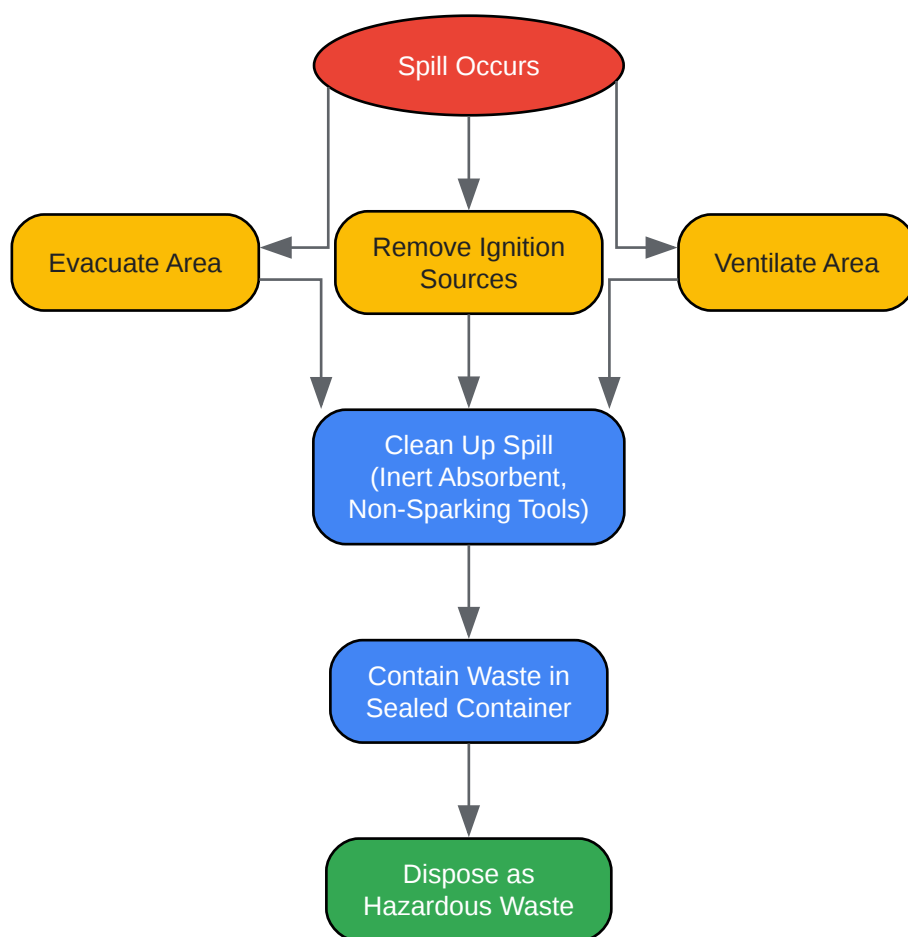 Spill Occurs
Evacuate Area
Remove Ignition
Sources
Ventilate Area
Clean Up Spill
(Inert Absorbent,
Non-Sparking Tools)
Contain Waste in
Sealed Container
Dispose as
Hazardous Waste